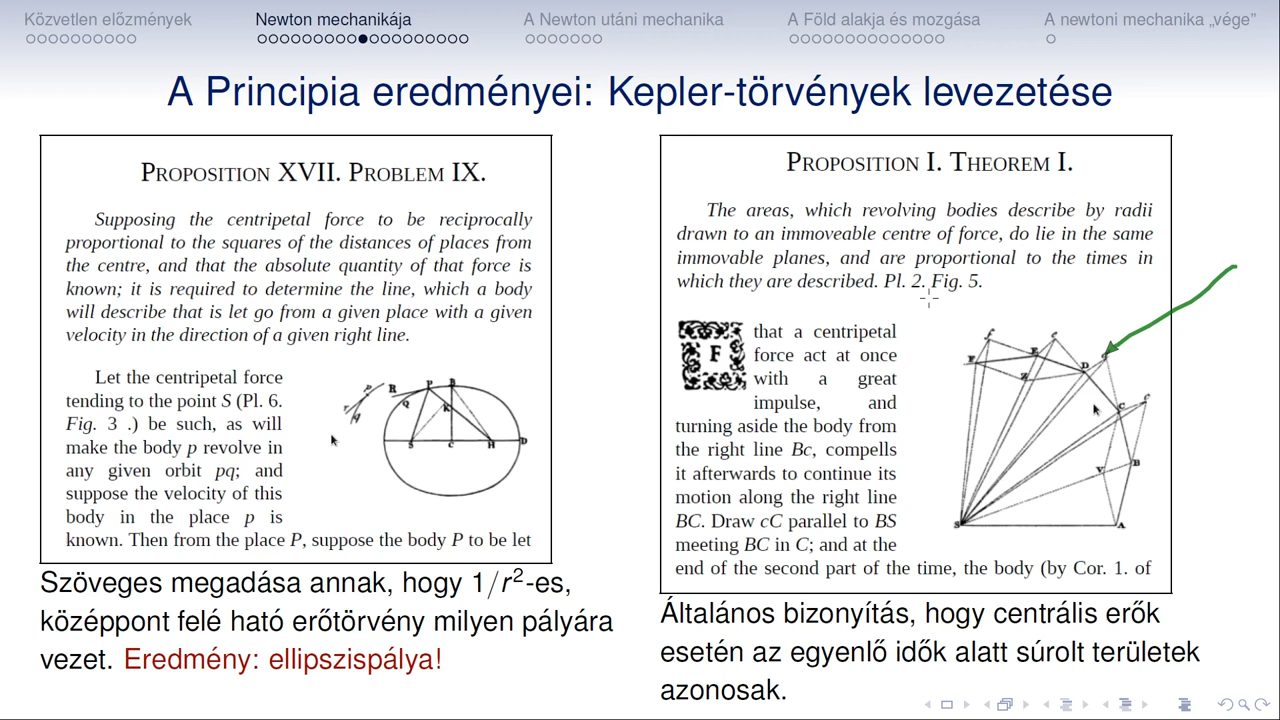 Közvetlen előzmények
Newton mechanikája
A Newton utáni mechanika
A Föld alakja és mozgása
A newtoni mechanika „vége”
A Principia eredményei: Kepler-törvények levezetése
PROPOSITION XVII. PROBLEM IX.
Supposing the centripetal force to be reciprocally
proportional to the squares of the distances of places from
the centre, and that the absolute quantity of that force is
known; it is required to determine the line, which a body
will describe that is let go from a given place with a given
velocity in the direction of a given right line.
Let the centripetal force
tending to the point S (Pl. 6.
Fig. 3 .) be such, as will
make the body p revolve in
any given orbit pq; and
suppose the velocity of this
body in the place p is
known. Then from the place P, suppose the body P to be let
R P B
Q K
S C H D
Szöveges megadása annak, hogy 1/r²-es,
középpont felé ható erőtörvény milyen pályára
vezet. Eredmény: ellipszispálya!
PROPOSITION I. THEOREM I.
The areas, which revolving bodies describe by radii
drawn to an immoveable centre of force, do lie in the same
immovable planes, and are proportional to the times in
which they are described. Pl. 2. Fig. 5.
F
that a centripetal
force act at once
with a great
impulse, and
turning aside the body from
the right line Bc, compells
it afterwards to continue its
motion along the right line
BC. Draw cC parallel to BS
meeting BC in C; and at the
end of the second part of the time, the body (by Cor. 1. of
F E
Z D
C c
V B
S A
Általános bizonyítás, hogy centrális erők
esetén az egyenlő idők alatt súrolt területek
azonosak.